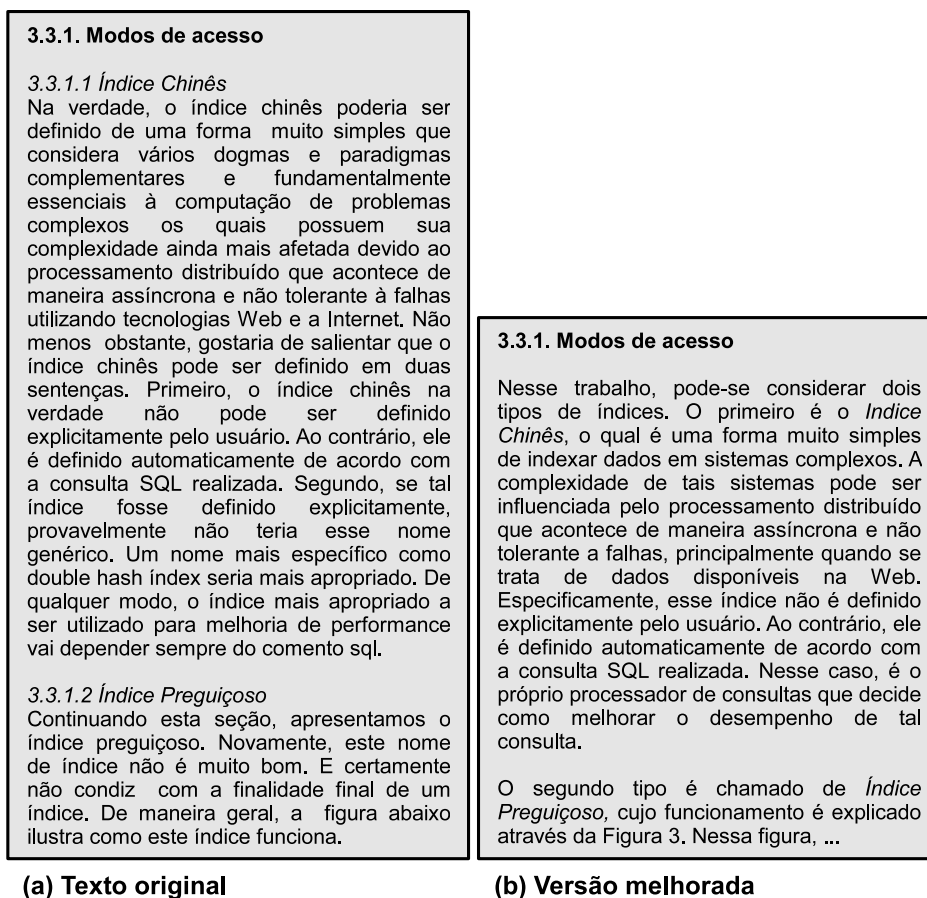 3.3.1. Modos de acesso
3.3.1.1 Índice Chinês
Na verdade, o índice chinês poderia ser
definido de uma forma muito simples que
considera vários dogmas e paradigmas
complementares e fundamentalmente
essenciais à computação de problemas
complexos os quais possuem sua
complexidade ainda mais afetada devido ao
processamento distribuído que acontece de
maneira assíncrona e não tolerante à falhas
utilizando tecnologias Web e a Internet. Não
menos obstante, gostaria de salientar que o
índice chinês pode ser definido em duas
sentenças. Primeiro, o índice chinês na
verdade não pode ser definido
explicitamente pelo usuário. Ao contrário, ele
é definido automaticamente de acordo com
a consulta SQL realizada. Segundo, se tal
índice fosse definido explicitamente,
provavelmente não teria esse nome
genérico. Um nome mais específico como
double hash índex seria mais apropriado. De
qualquer modo, o índice mais apropriado a
ser utilizado para melhoria de performance
vai depender sempre do comento sql.
3.3.1.2 Índice Preguiçoso
Continuando esta seção, apresentamos o
índice preguiçoso. Novamente, este nome
de índice não é muito bom. E certamente
não condiz com a finalidade final de um
índice. De maneira geral, a figura abaixo
ilustra como este índice funciona.
(a) Texto original
3.3.1. Modos de acesso
Nesse trabalho, pode-se considerar dois
tipos de índices. O primeiro é o Indice
Chinês, o qual é uma forma muito simples
de indexar dados em sistemas complexos. A
complexidade de tais sistemas pode ser
influenciada pelo processamento distribuído
que acontece de maneira assíncrona e não
tolerante a falhas, principalmente quando se
trata de dados disponíveis na Web.
Especificamente, esse índice não é definido
explicitamente pelo usuário. Ao contrário, ele
é definido automaticamente de acordo com
a consulta SQL realizada. Nesse caso, é o
próprio processador de consultas que decide
como melhorar o desempenho de tal
consulta.
O segundo tipo é chamado de Índice
Preguiçoso, cujo funcionamento é explicado
através da Figura 3. Nessa figura, ...
(b) Versão melhorada